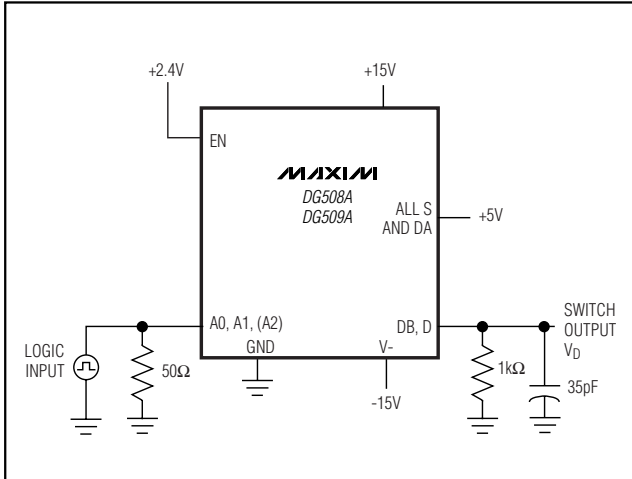 +2.4V
+15V
EN
MAXIM
DG508A
DG509A
ALL S
AND DA
+5V
A0, A1, (A2)
DB, D
SWITCH
OUTPUT
VD
LOGIC
INPUT
50Ω
GND
V-
1kΩ
35pF
-15V